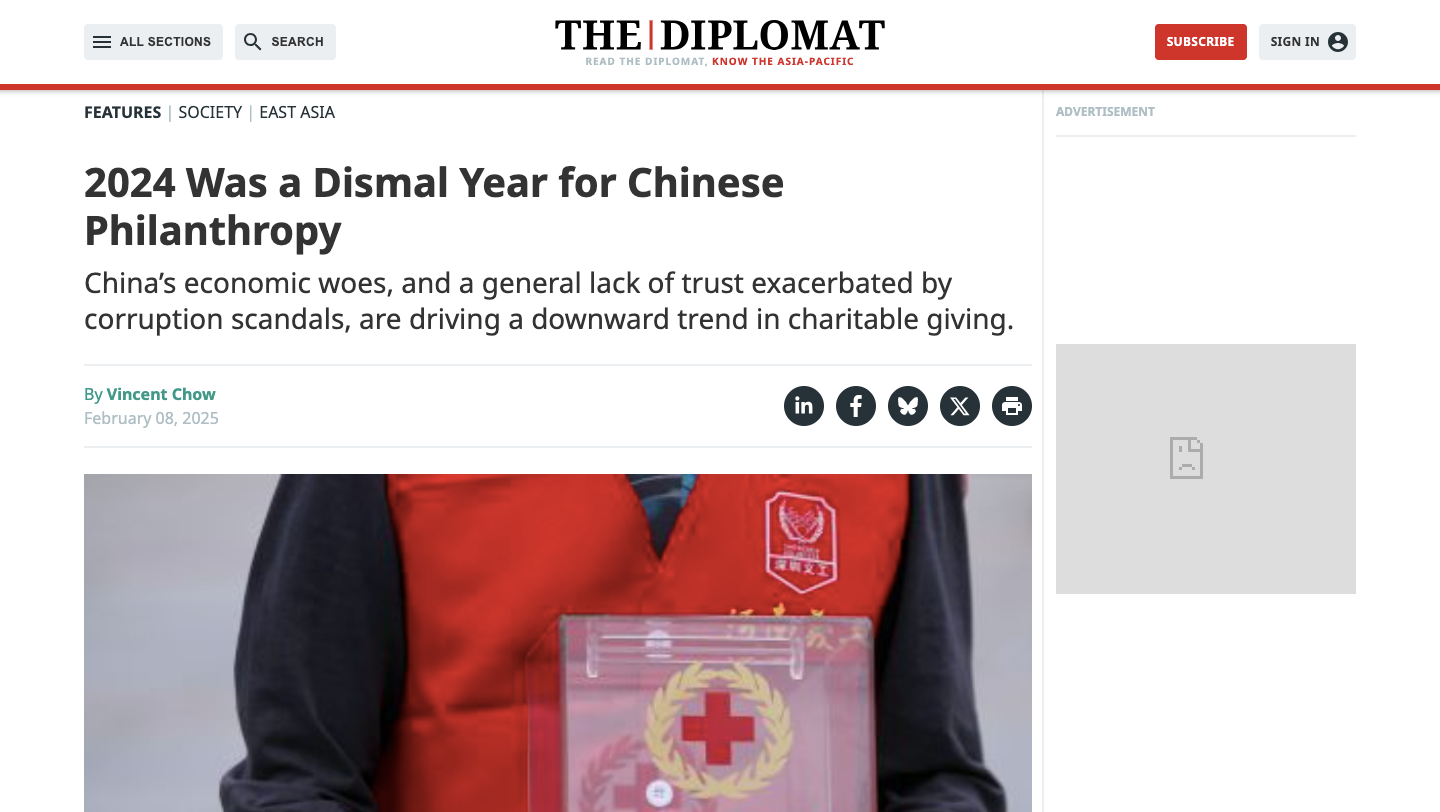 ALL SECTIONS
SEARCH
THE|DIPLOMAT
READ THE DIPLOMAT, KNOW THE ASIA-PACIFIC
SUBSCRIBE
SIGN IN
FEATURES | SOCIETY | EAST ASIA
ADVERTISEMENT
2024 Was a Dismal Year for Chinese
Philanthropy
China’s economic woes, and a general lack of trust exacerbated by
corruption scandals, are driving a downward trend in charitable giving.
By Vincent Chow
February 08, 2025
深圳义工